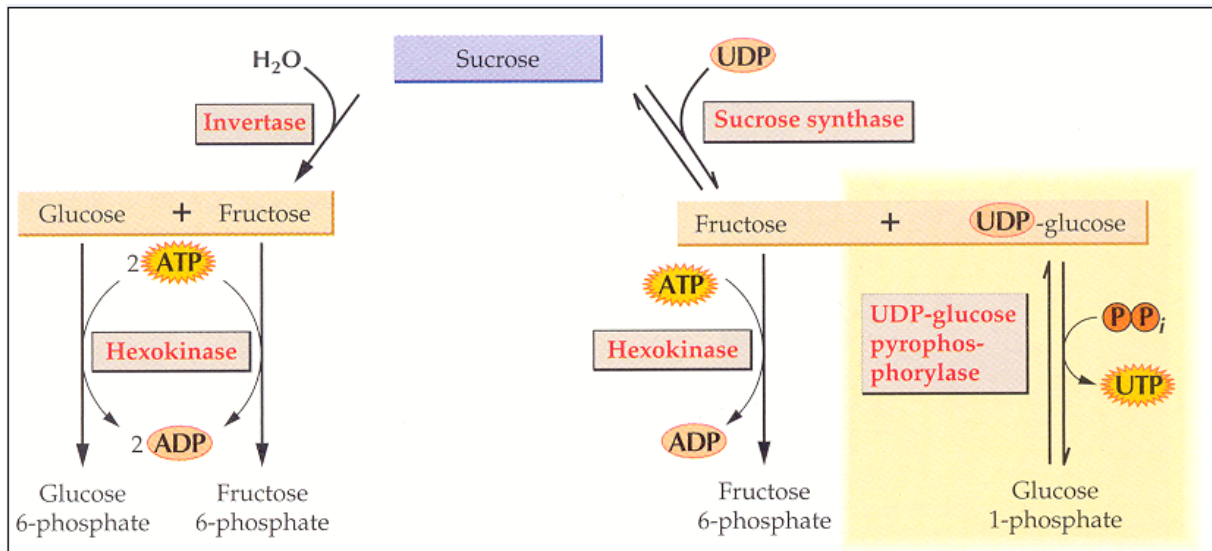 H2O
Sucrose
UDP
Invertase
Sucrose synthase
Glucose + Fructose
Fructose + UDP-glucose
2 ATP
ATP
UDP-glucose
pyrophos-
phorylase
PPi
Hexokinase
Hexokinase
UTP
2 ADP
ADP
Glucose
6-phosphate
Fructose
6-phosphate
Fructose
6-phosphate
Glucose
1-phosphate